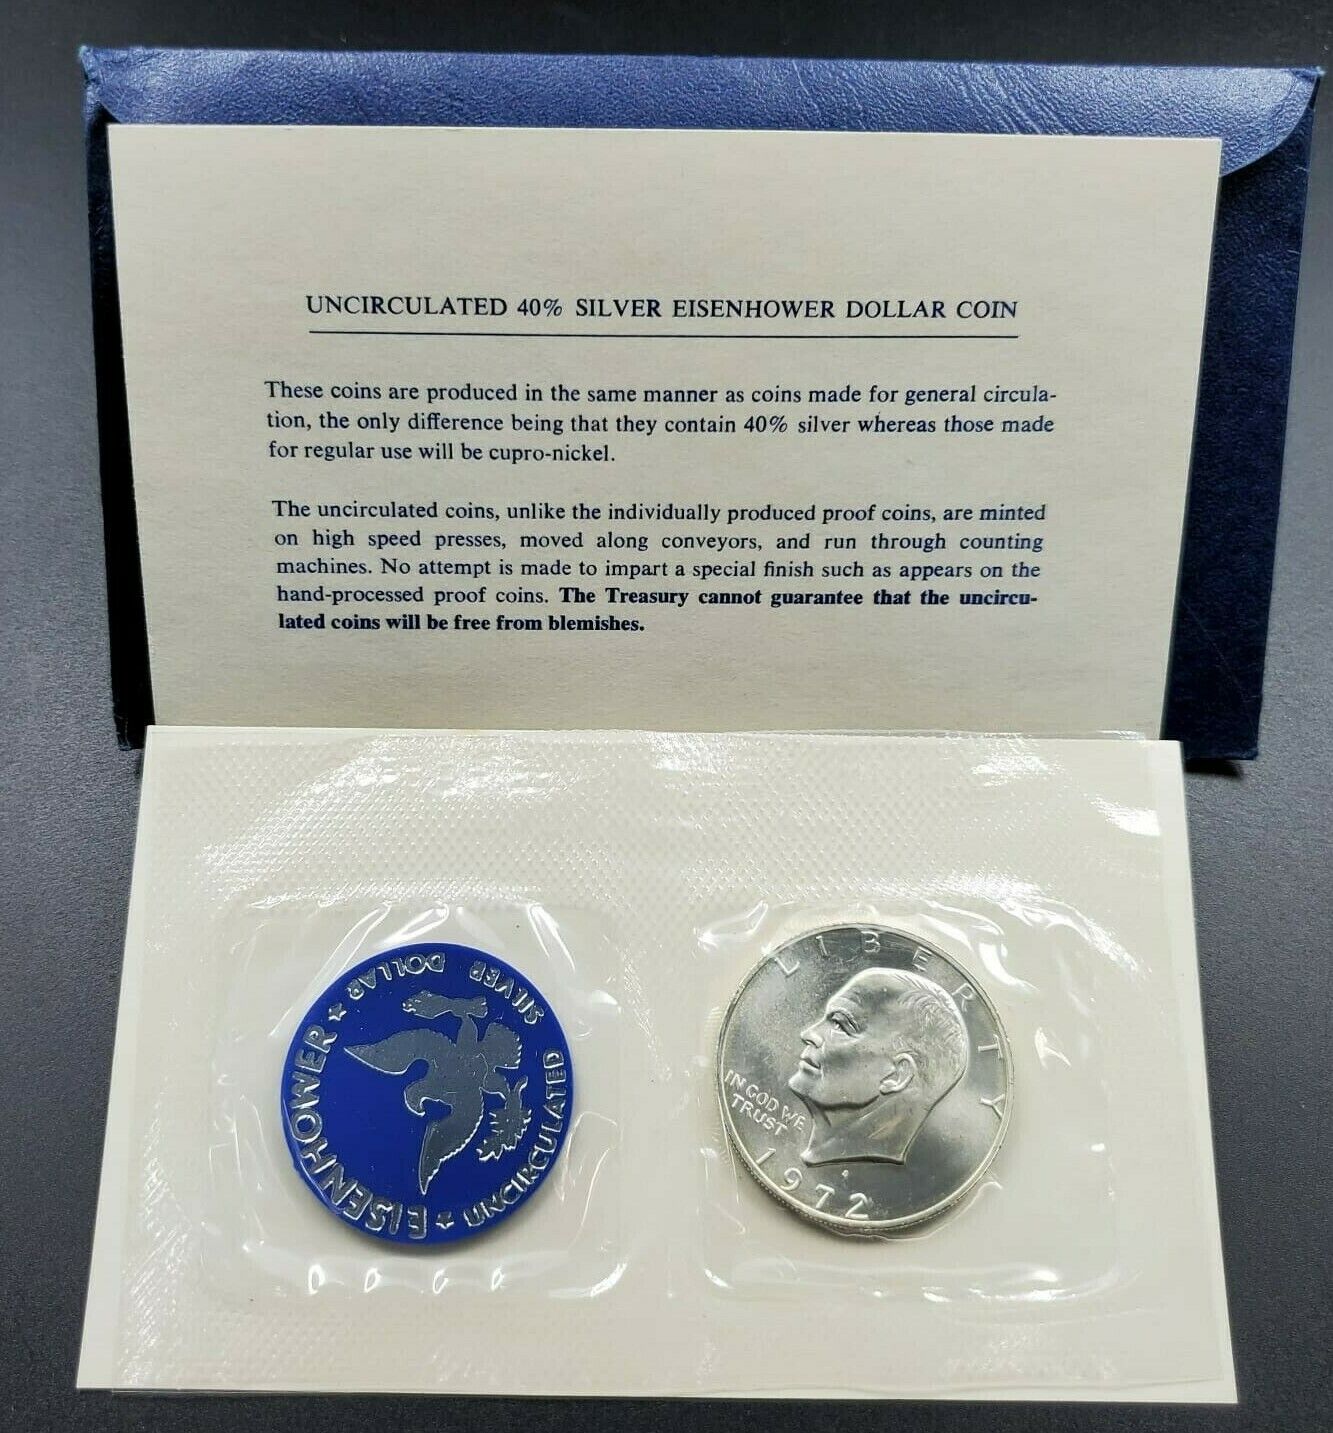 UNCIRCULATED 40% SILVER EISENHOWER DOLLAR COIN
These coins are produced in the same manner as coins made for general circula-
tion, the only difference being that they contain 40% silver whereas those made
for regular use will be cupro-nickel.
The uncirculated coins, unlike the individually produced proof coins, are minted
on high speed presses, moved along conveyors, and run through counting
machines. No attempt is made to impart a special finish such as appears on the
hand-processed proof coins. The Treasury cannot guarantee that the uncircu-
lated coins will be free from blemishes.
EISENHOWER
UNCIRCULATED
SILVER DOLLAR
LIBERTY
IN GOD WE
TRUST
1972